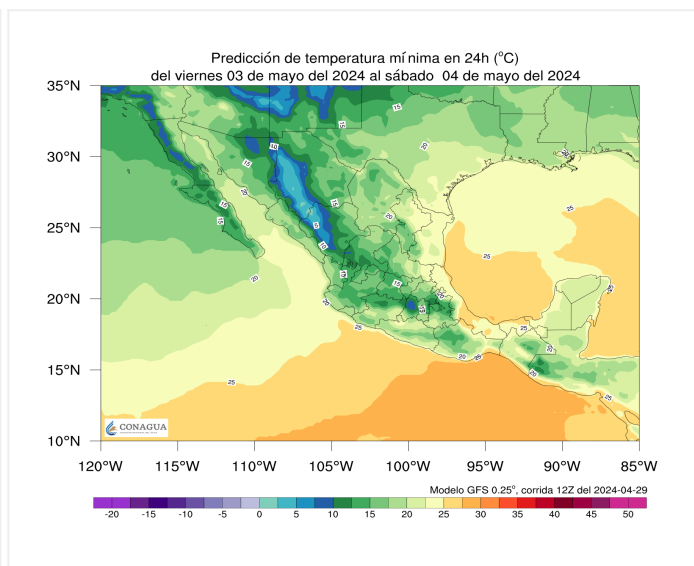 Predicción de temperatura mínima en 24h (°C)
del viernes 03 de mayo del 2024 al sábado 04 de mayo del 2024
35°N
30°N
25°N
20°N
15°N
10°N
120°W 115°W 110°W 105°W 100°W 95°W 90°W 85°W
CONAGUA
Modelo GFS 0.25°, corrida 12Z del 2024-04-29
-20 -15 -10 -5 0 5 10 15 20 25 30 35 40 45 50